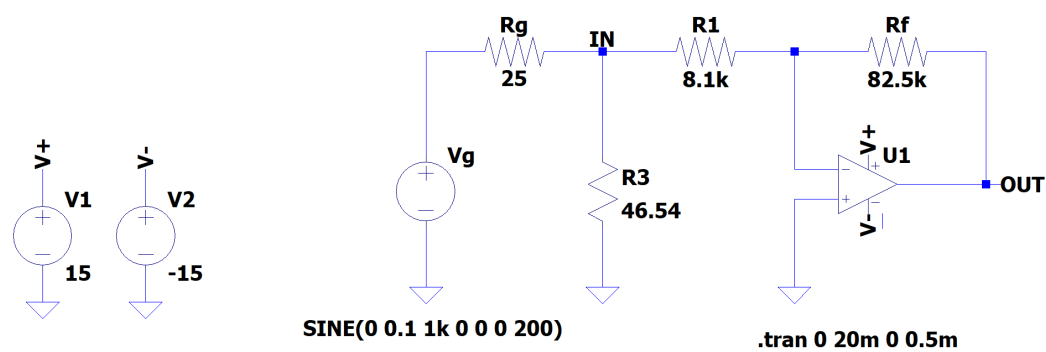 Rg
IN
R1
Rf
25
8.1k
82.5k
V+
V-
Vg
V+
U1
V1
V2
R3
46.54
OUT
V-
15
-15
SINE(0 0.1 1k 0 0 0 200)
.tran 0 20m 0 0.5m